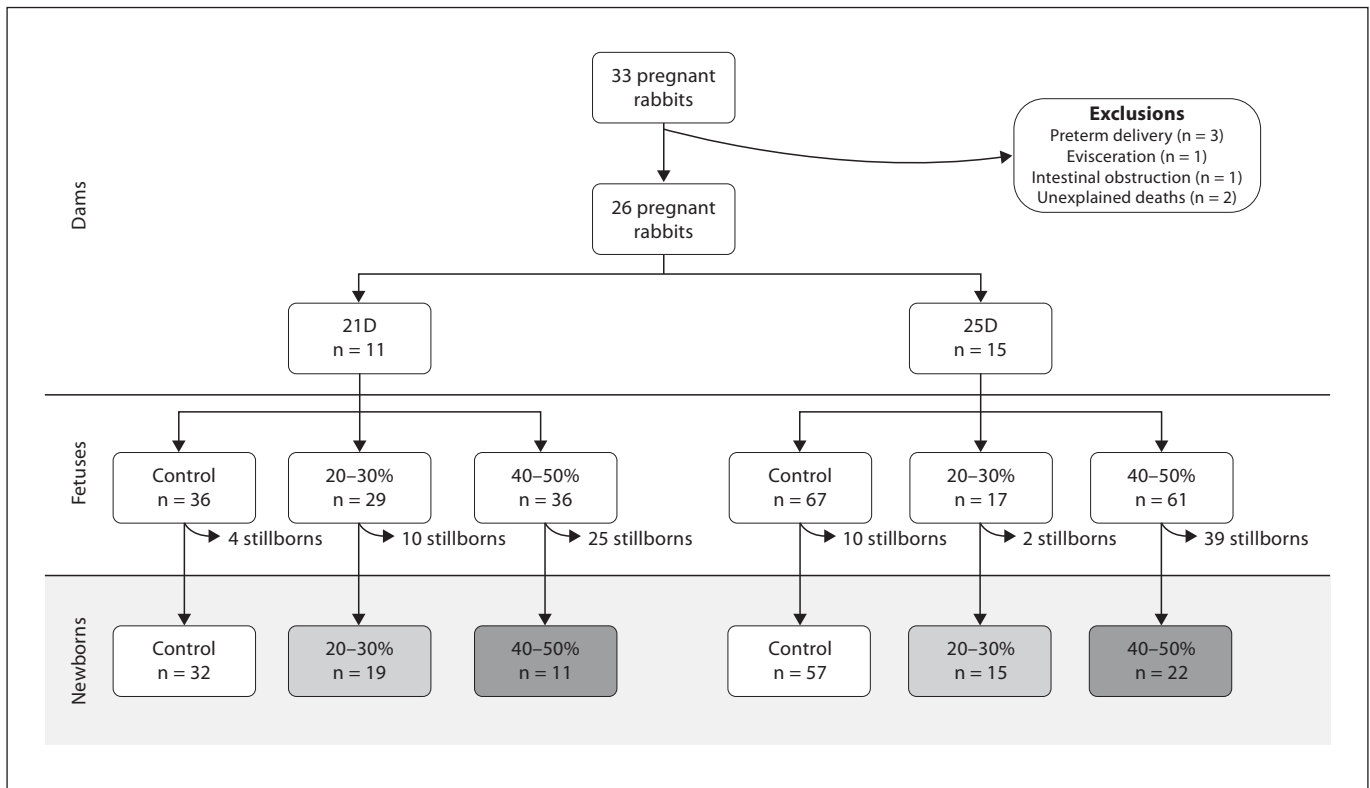 33 pregnant
rabbits
Exclusions
Preterm delivery (n = 3)
Evisceration (n = 1)
Intestinal obstruction (n = 1)
Unexplained deaths (n = 2)
Dams
26 pregnant
rabbits
21D
n = 11
25D
n = 15
Fetuses
Control
n = 36
20–30%
n = 29
40–50%
n = 36
Control
n = 67
20–30%
n = 17
40–50%
n = 61
4 stillborns
10 stillborns
25 stillborns
10 stillborns
2 stillborns
39 stillborns
Newborns
Control
n = 32
20–30%
n = 19
40–50%
n = 11
Control
n = 57
20–30%
n = 15
40–50%
n = 22